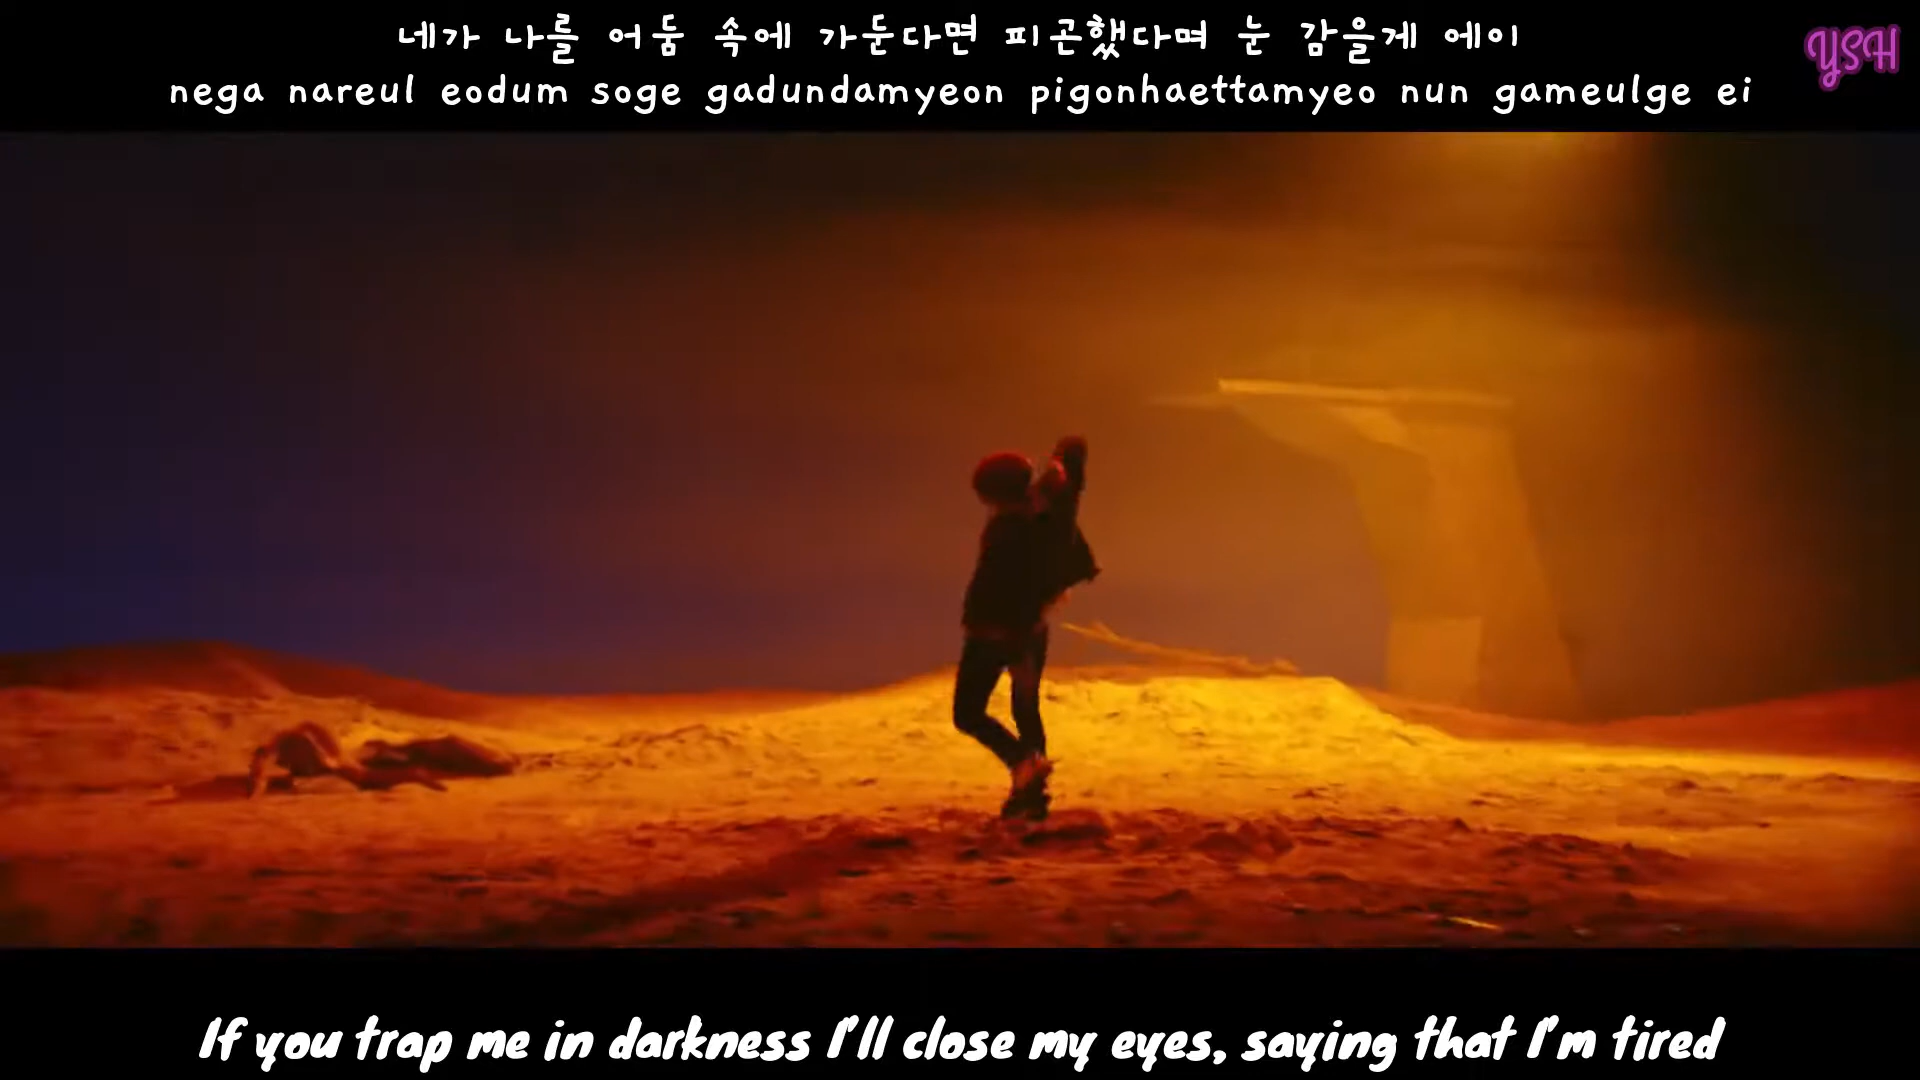 네가 나를 어둠 속에 가둔다면 피곤했다며 눈 감을게 에이
YSH
nega nareul eodum soge gadundamyeon pigonhaettamyeo nun gameulge ei
If you trap me in darkness I'll close my eyes, saying that I'm tired